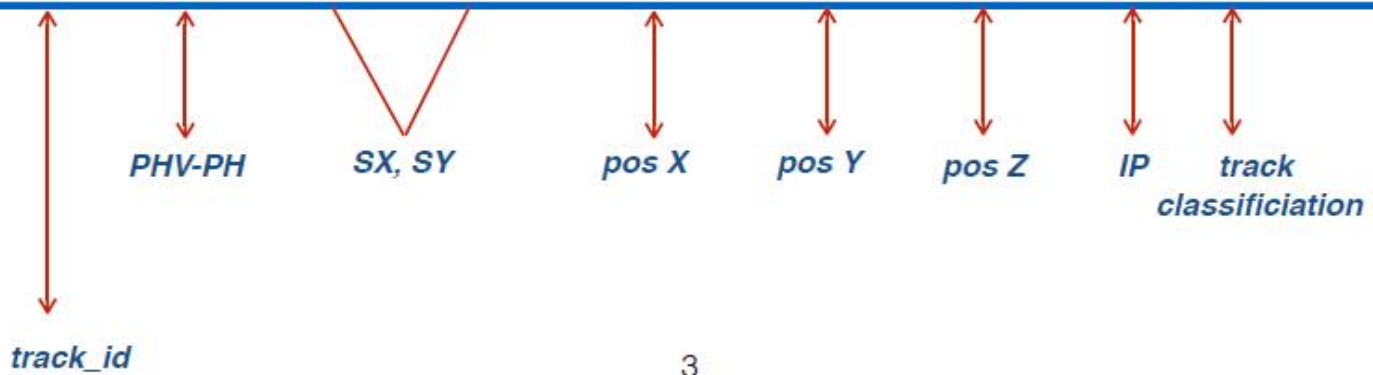 PHV-PH SX, SY pos X pos Y pos Z IP track
classificiation
track_id
3